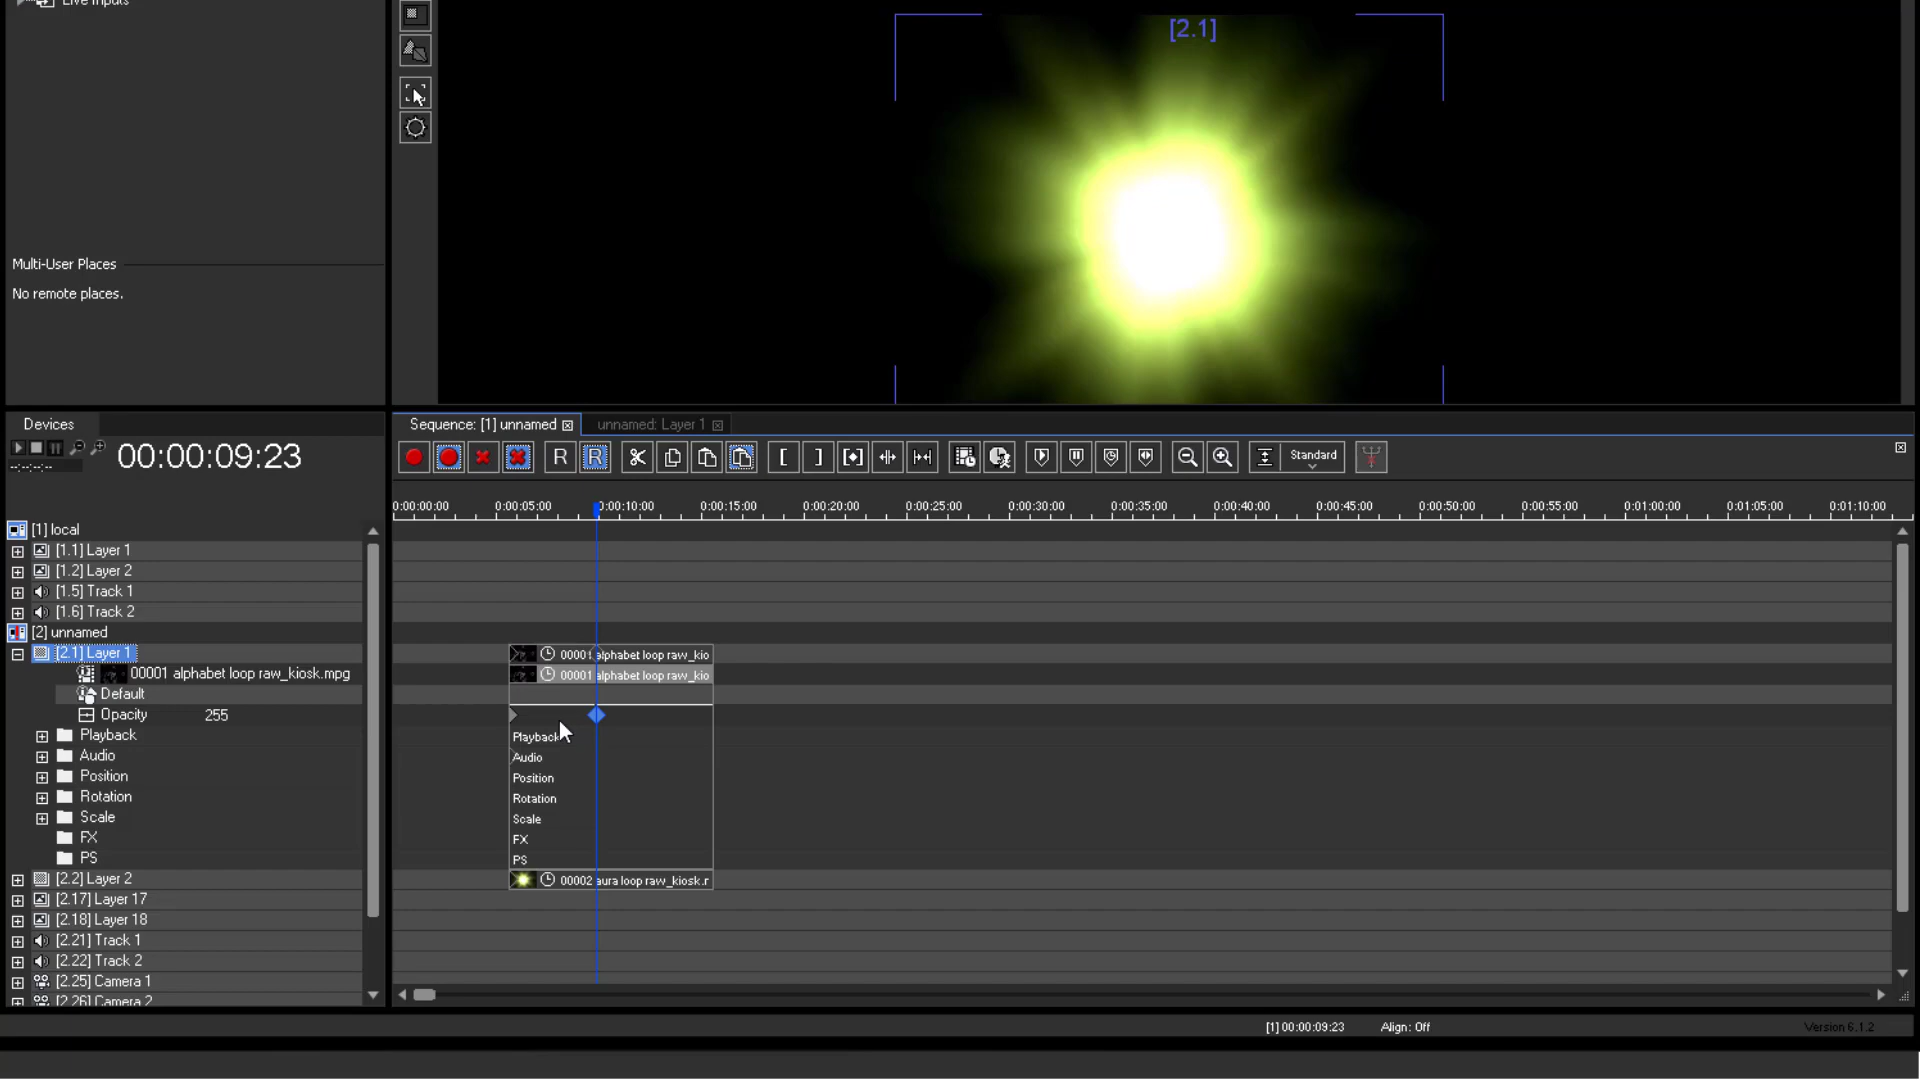 Live Inputs
[2.1]
Multi-User Places
No remote places.
Devices
00:00:09:23
--:--:--:--
Sequence: [1] unnamed
unnamed: Layer 1
R R [ ] Standard
0:00:00:00 0:00:05:00 0:00:10:00 0:00:15:00 0:00:20:00 0:00:25:00 0:00:30:00 0:00:35:00 0:00:40:00 0:00:45:00 0:00:50:00 0:00:55:00 0:01:00:00 0:01:05:00 0:01:10:00
[1] local
[1.1] Layer 1
[1.2] Layer 2
[1.5] Track 1
[1.6] Track 2
[2] unnamed
[2.1] Layer 1
00001 alphabet loop raw_kio
00001 alphabet loop raw_kiosk.mpg
00001 alphabet loop raw_kio
Default
Opacity 255
Playback
Playback
Audio
Audio
Position
Position
Rotation
Rotation
Scale
Scale
FX
FX
PS
PS
[2.2] Layer 2
00002 aura loop raw_kiosk.r
[2.17] Layer 17
[2.18] Layer 18
[2.21] Track 1
[2.22] Track 2
[2.25] Camera 1
[2.26] Camera 2
[1] 00:00:09:23
Align: Off
Version 6.1.2